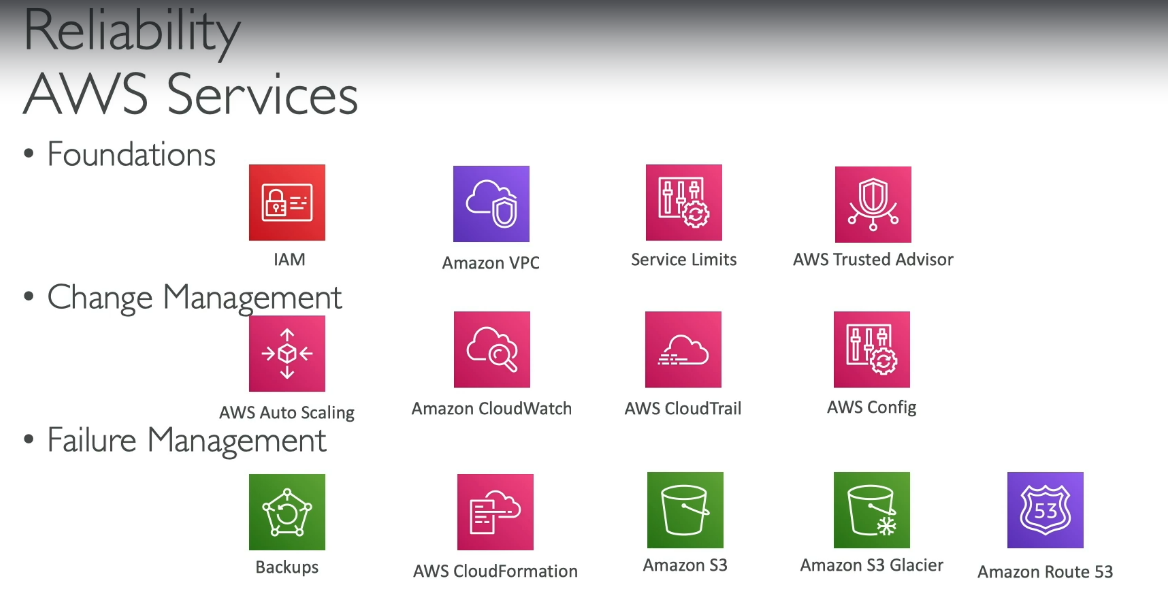 Reliability
AWS Services
• Foundations
IAM
Amazon VPC
Service Limits
AWS Trusted Advisor
• Change Management
AWS Auto Scaling
Amazon CloudWatch
AWS CloudTrail
AWS Config
• Failure Management
Backups
AWS CloudFormation
Amazon S3
Amazon S3 Glacier
53
Amazon Route 53